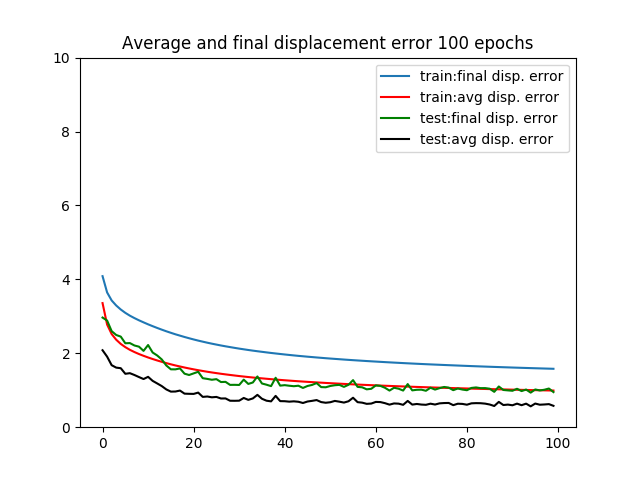 Average and final displacement error 100 epochs
train:final disp. error
train:avg disp. error
test:final disp. error
test:avg disp. error
10
8
6
4
2
0
0 20 40 60 80 100